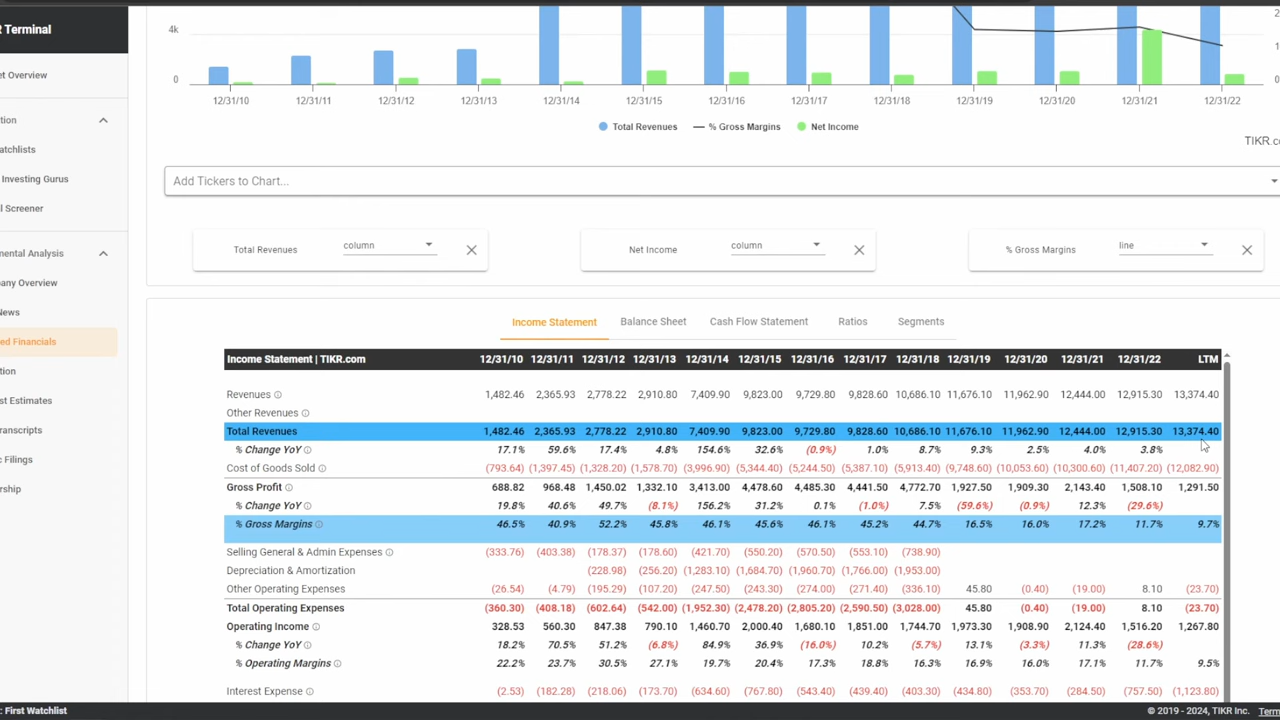 R Terminal
et Overview
tion
atchlists
Investing Gurus
l Screener
mental Analysis
pany Overview
News
ed Financials
tion
st Estimates
ranscripts
c Filings
rship
4k
0
2
1
0
12/31/10 12/31/11 12/31/12 12/31/13 12/31/14 12/31/15 12/31/16 12/31/17 12/31/18 12/31/19 12/31/20 12/31/21 12/31/22
Total Revenues % Gross Margins Net Income
TIKR.co
Add Tickers to Chart...
Total Revenues column
Net Income column
% Gross Margins line
Income Statement Balance Sheet Cash Flow Statement Ratios Segments
Income Statement | TIKR.com 12/31/10 12/31/11 12/31/12 12/31/13 12/31/14 12/31/15 12/31/16 12/31/17 12/31/18 12/31/19 12/31/20 12/31/21 12/31/22 LTM
Revenues 1,482.46 2,365.93 2,778.22 2,910.80 7,409.90 9,823.00 9,729.80 9,828.60 10,686.10 11,676.10 11,962.90 12,444.00 12,915.30 13,374.40
Other Revenues
Total Revenues 1,482.46 2,365.93 2,778.22 2,910.80 7,409.90 9,823.00 9,729.80 9,828.60 10,686.10 11,676.10 11,962.90 12,444.00 12,915.30 13,374.40
% Change YoY 17.1% 59.6% 17.4% 4.8% 154.6% 32.6% (0.9%) 1.0% 8.7% 9.3% 2.5% 4.0% 3.8%
Cost of Goods Sold (793.64) (1,397.45) (1,328.20) (1,578.70) (3,996.90) (5,344.40) (5,244.50) (5,387.10) (5,913.40) (9,748.60) (10,053.60) (10,300.60) (11,407.20) (12,082.90)
Gross Profit 688.82 968.48 1,450.02 1,332.10 3,413.00 4,478.60 4,485.30 4,441.50 4,772.70 1,927.50 1,909.30 2,143.40 1,508.10 1,291.50
% Change YoY 19.8% 40.6% 49.7% (8.1%) 156.2% 31.2% 0.1% (1.0%) 7.5% (59.6%) (0.9%) 12.3% (29.6%)
% Gross Margins 46.5% 40.9% 52.2% 45.8% 46.1% 45.6% 46.1% 45.2% 44.7% 16.5% 16.0% 17.2% 11.7% 9.7%
Selling General & Admin Expenses (333.76) (403.38) (178.37) (178.60) (421.70) (550.20) (570.50) (553.10) (738.90)
Depreciation & Amortization (228.98) (256.20) (1,283.10) (1,684.70) (1,960.70) (1,766.00) (1,953.00)
Other Operating Expenses (26.54) (4.79) (195.29) (107.20) (247.50) (243.30) (274.00) (271.40) (336.10) 45.80 (0.40) (19.00) 8.10 (23.70)
Total Operating Expenses (360.30) (408.18) (602.64) (542.00) (1,952.30) (2,478.20) (2,805.20) (2,590.50) (3,028.00) 45.80 (0.40) (19.00) 8.10 (23.70)
Operating Income 328.53 560.30 847.38 790.10 1,460.70 2,000.40 1,680.10 1,851.00 1,744.70 1,973.30 1,908.90 2,124.40 1,516.20 1,267.80
% Change YoY 18.2% 70.5% 51.2% (6.8%) 84.9% 36.9% (16.0%) 10.2% (5.7%) 13.1% (3.3%) 11.3% (28.6%)
% Operating Margins 22.2% 23.7% 30.5% 27.1% 19.7% 20.4% 17.3% 18.8% 16.3% 16.9% 16.0% 17.1% 11.7% 9.5%
Interest Expense (2.53) (182.28) (218.06) (173.70) (634.60) (767.80) (543.40) (439.40) (403.30) (434.80) (353.70) (284.50) (757.50) (1,123.80)
: First Watchlist
© 2019 - 2024, TIKR Inc. Term